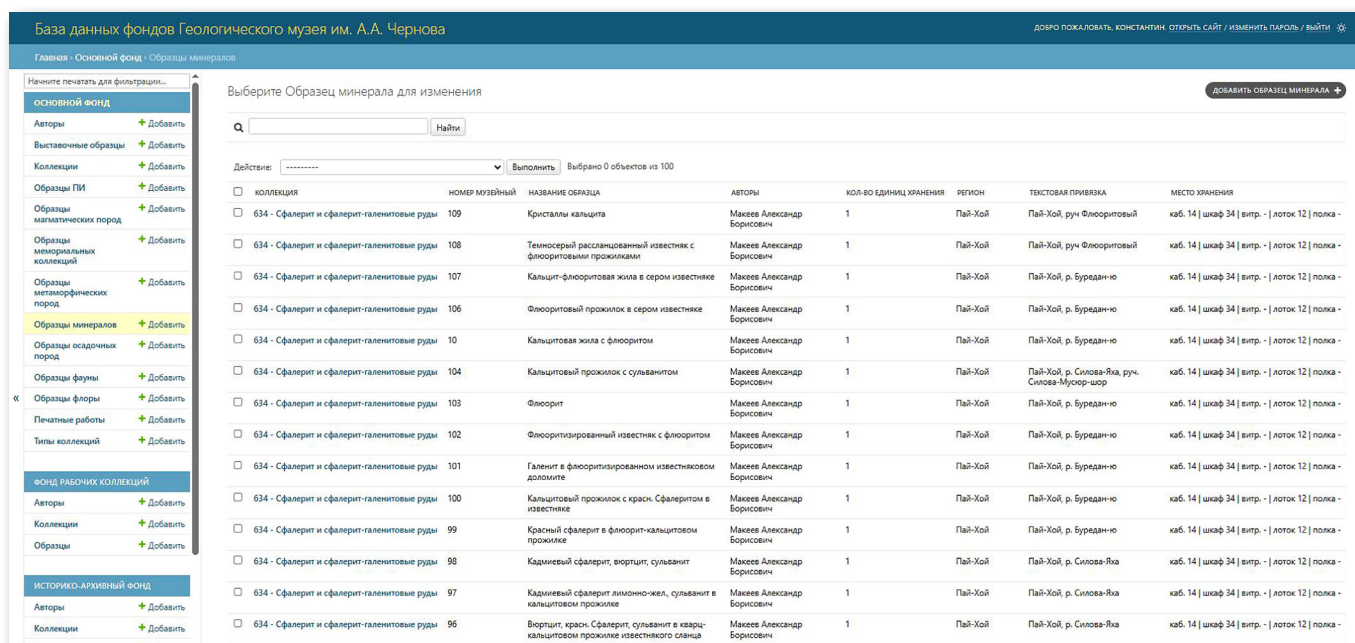 База данных фондов Геологического музея им. А.А. Чернова
ДОБРО ПОЖАЛОВАТЬ, КОНСТАНТИН. ОТКРЫТЬ САЙТ / ИЗМЕНИТЬ ПАРОЛЬ / ВЫЙТИ
Главная › Основной фонд › Образцы минералов
Начните печатать для фильтрации...
ОСНОВНОЙ ФОНД
Авторы + Добавить
Выставочные образцы + Добавить
Коллекции + Добавить
Образцы ПИ + Добавить
Образцы + Добавить
магматических пород
Образцы + Добавить
мемориальных
коллекций
Образцы + Добавить
метаморфических
пород
Образцы минералов + Добавить
Образцы осадочных + Добавить
пород
Образцы фауны + Добавить
« Образцы флоры + Добавить
Печатные работы + Добавить
Типы коллекций + Добавить
ФОНД РАБОЧИХ КОЛЛЕКЦИЙ
Авторы + Добавить
Коллекции + Добавить
Образцы + Добавить
ИСТОРИКО-АРХИВНЫЙ ФОНД
Авторы + Добавить
Коллекции + Добавить
Выберите Образец минерала для изменения
ДОБАВИТЬ ОБРАЗЕЦ МИНЕРАЛА +
Найти
Действие: --------- Выполнить Выбрано 0 объектов из 100
КОЛЛЕКЦИЯ НОМЕР МУЗЕЙНЫЙ НАЗВАНИЕ ОБРАЗЦА АВТОРЫ КОЛ-ВО ЕДИНИЦ ХРАНЕНИЯ РЕГИОН ТЕКСТОВАЯ ПРИВЯЗКА МЕСТО ХРАНЕНИЯ
634 - Сфалерит и сфалерит-галенитовые руды 109 Кристаллы кальцита Макеев Александр 1 Пай-Хой Пай-Хой, руч Флюоритовый каб. 14 | шкаф 34 | витр. - | лоток 12 | полка -
Борисович
634 - Сфалерит и сфалерит-галенитовые руды 108 Темносерый рассланцованный известняк с Макеев Александр 1 Пай-Хой Пай-Хой, руч Флюоритовый каб. 14 | шкаф 34 | витр. - | лоток 12 | полка -
флюоритовыми прожилками Борисович
634 - Сфалерит и сфалерит-галенитовые руды 107 Кальцит-флюоритовая жила в сером известняке Макеев Александр 1 Пай-Хой Пай-Хой, р. Буредан-ю каб. 14 | шкаф 34 | витр. - | лоток 12 | полка -
Борисович
634 - Сфалерит и сфалерит-галенитовые руды 106 Флюоритовый прожилок в сером известняке Макеев Александр 1 Пай-Хой Пай-Хой, р. Буредан-ю каб. 14 | шкаф 34 | витр. - | лоток 12 | полка -
Борисович
634 - Сфалерит и сфалерит-галенитовые руды 10 Кальцитовая жила с флюоритом Макеев Александр 1 Пай-Хой Пай-Хой, р. Буредан-ю каб. 14 | шкаф 34 | витр. - | лоток 12 | полка -
Борисович
634 - Сфалерит и сфалерит-галенитовые руды 104 Кальцитовый прожилок с сульванитом Макеев Александр 1 Пай-Хой Пай-Хой, р. Силова-Яха, руч. каб. 14 | шкаф 34 | витр. - | лоток 12 | полка -
Борисович Силова-Мусюр-шор
634 - Сфалерит и сфалерит-галенитовые руды 103 Флюорит Макеев Александр 1 Пай-Хой Пай-Хой, р. Буредан-ю каб. 14 | шкаф 34 | витр. - | лоток 12 | полка -
Борисович
634 - Сфалерит и сфалерит-галенитовые руды 102 Флюоритизированный известняк с флюоритом Макеев Александр 1 Пай-Хой Пай-Хой, р. Буредан-ю каб. 14 | шкаф 34 | витр. - | лоток 12 | полка -
Борисович
634 - Сфалерит и сфалерит-галенитовые руды 101 Галенит в флюоритизированном известняковом Макеев Александр 1 Пай-Хой Пай-Хой, р. Буредан-ю каб. 14 | шкаф 34 | витр. - | лоток 12 | полка -
доломите Борисович
634 - Сфалерит и сфалерит-галенитовые руды 100 Кальцитовый прожилок с красн. Сфалеритом в Макеев Александр 1 Пай-Хой Пай-Хой, р. Буредан-ю каб. 14 | шкаф 34 | витр. - | лоток 12 | полка -
известняке Борисович
634 - Сфалерит и сфалерит-галенитовые руды 99 Красный сфалерит в флюорит-кальцитовом Макеев Александр 1 Пай-Хой Пай-Хой, р. Буредан-ю каб. 14 | шкаф 34 | витр. - | лоток 12 | полка -
прожилке Борисович
634 - Сфалерит и сфалерит-галенитовые руды 98 Кадмиевый сфалерит, вюртцит, сульванит Макеев Александр 1 Пай-Хой Пай-Хой, р. Силова-Яха каб. 14 | шкаф 34 | витр. - | лоток 12 | полка -
Борисович
634 - Сфалерит и сфалерит-галенитовые руды 97 Кадмиевый сфалерит лимонно-жел., сульванит в Макеев Александр 1 Пай-Хой Пай-Хой, р. Силова-Яха каб. 14 | шкаф 34 | витр. - | лоток 12 | полка -
кальцитовом прожилке Борисович
634 - Сфалерит и сфалерит-галенитовые руды 96 Вюртцит, красн. Сфалерит, сульванит в кварц- Макеев Александр 1 Пай-Хой Пай-Хой, р. Силова-Яха каб. 14 | шкаф 34 | витр. - | лоток 12 | полка -
кальцитовом прожилке известнякого сланца Борисович